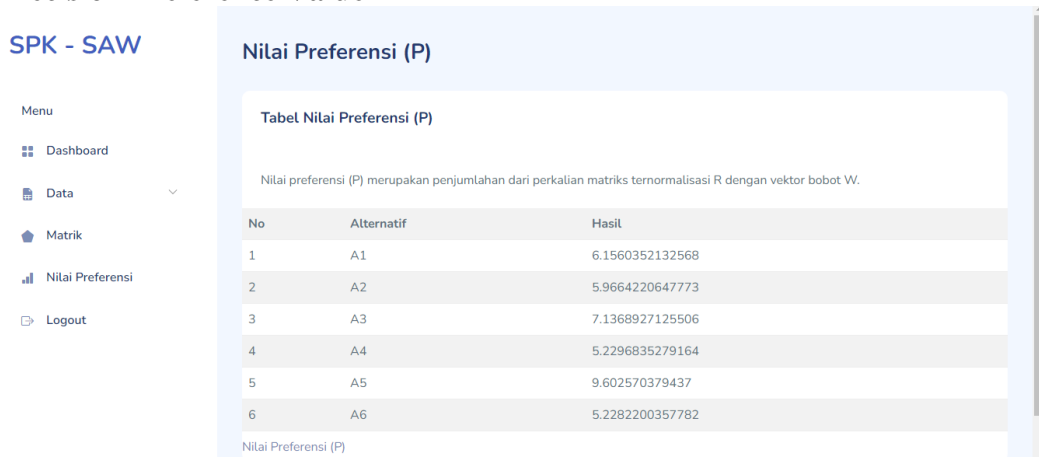 SPK - SAW
Menu
Dashboard
Data
Matrik
Nilai Preferensi
Logout
Nilai Preferensi (P)
Tabel Nilai Preferensi (P)
Nilai preferensi (P) merupakan penjumlahan dari perkalian matriks ternormalisasi R dengan vektor bobot W.
No Alternatif Hasil
1 A1 6.1560352132568
2 A2 5.9664220647773
3 A3 7.1368927125506
4 A4 5.2296835279164
5 A5 9.602570379437
6 A6 5.2282200357782
Nilai Preferensi (P)